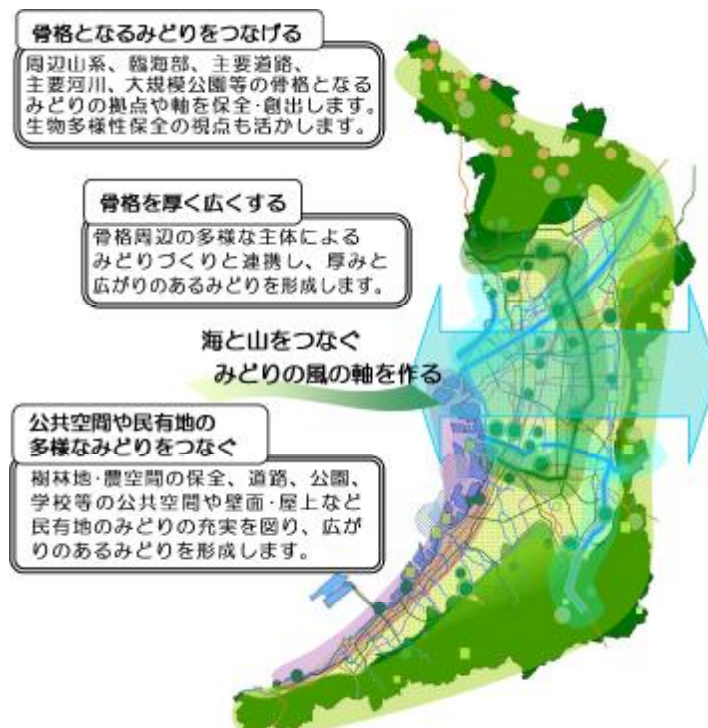 骨格となるみどりをつなげる
周辺山系、臨海部、主要道路、
主要河川、大規模公園等の骨格となる
みどりの拠点や軸を保全・創出します。
生物多様性保全の視点も活かします。
骨格を厚く広くする
骨格周辺の多様な主体による
みどりづくりと連携し、厚みと
広がりのあるみどりを形成します。
海と山をつなぐ
みどりの風の軸を作る
公共空間や民有地の
多様なみどりをつなぐ
樹林地・農空間の保全、道路、公園、
学校等の公共空間や壁面・屋上など
民有地のみどりの充実を図り、広が
りのあるみどりを形成します。